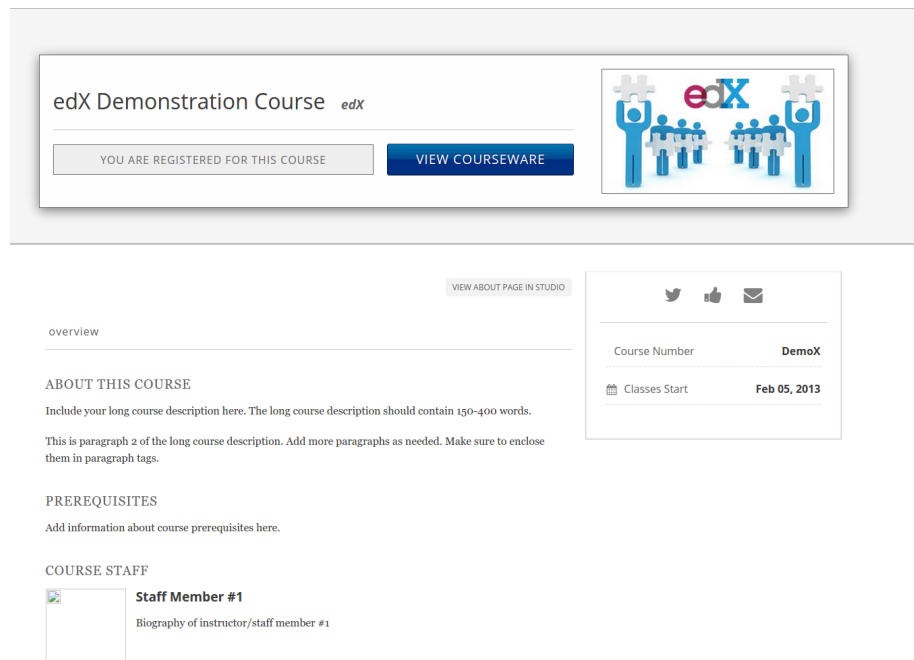 edX Demonstration Course edX
YOU ARE REGISTERED FOR THIS COURSE
VIEW COURSEWARE
edX
VIEW ABOUT PAGE IN STUDIO
overview
ABOUT THIS COURSE
Include your long course description here. The long course description should contain 150-400 words.
This is paragraph 2 of the long course description. Add more paragraphs as needed. Make sure to enclose
them in paragraph tags.
PREREQUISITES
Add information about course prerequisites here.
COURSE STAFF
Staff Member #1
Biography of instructor/staff member #1
Course Number DemoX
Classes Start Feb 05, 2013